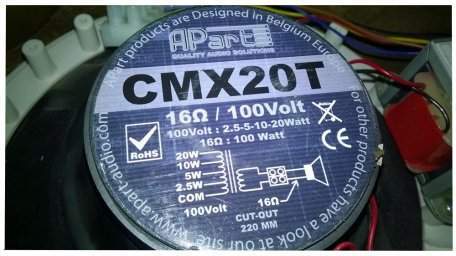 Apart products are Designed in Belgium Europe
APart
QUALITY AUDIO SOLUTIONS
CMX20T
16Ω / 100Volt
100Volt : 2.5-5-10-20Watt
16Ω : 100 Watt
RoHS
CE
20W
10W
5W
2.5W
COM
100Volt
16Ω
CUT-OUT
220 MM
for other products have a look at our site: www.apart-audio.com